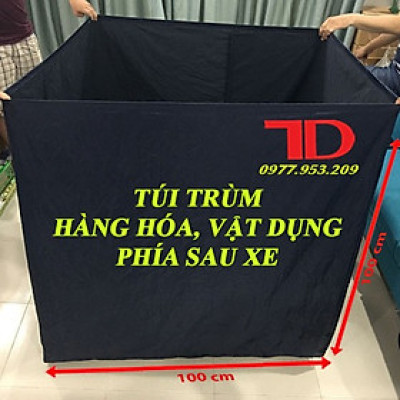 TD
0977.953.209
TÚI TRÙM
HÀNG HÓA, VẬT DỤNG
PHÍA SAU XE
100 cm
100 cm